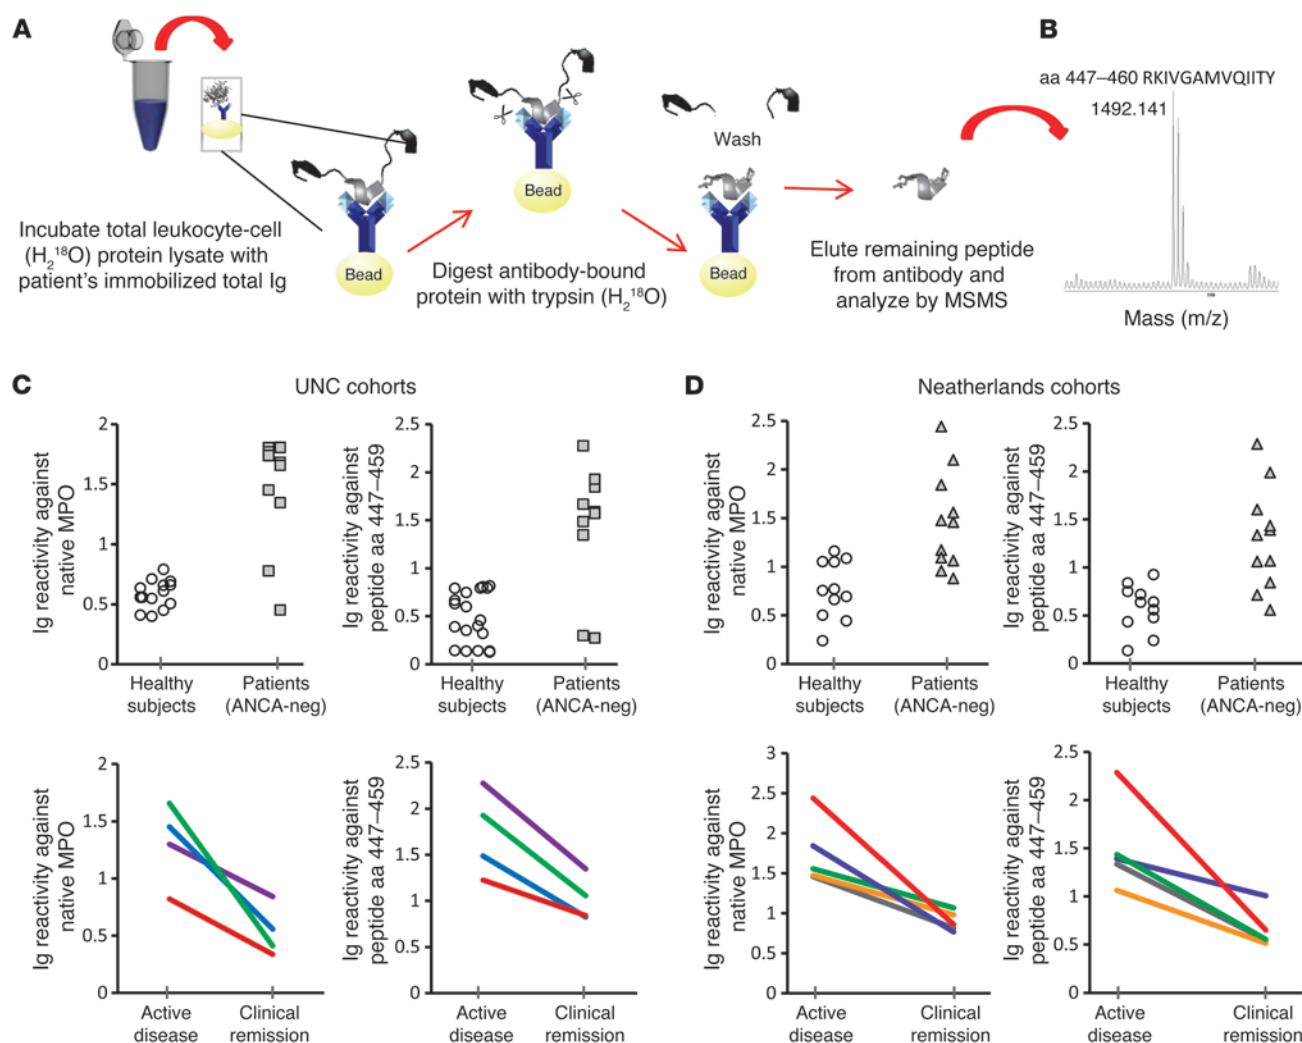 A
Incubate total leukocyte-cell
(H₂¹⁸O) protein lysate with
patient's immobilized total Ig
Bead
Bead
Digest antibody-bound
protein with trypsin (H₂¹⁸O)
Wash
Bead
Elute remaining peptide
from antibody and
analyze by MSMS
B
aa 447–460 RKIVGAMVQIITY
1492.141
Mass (m/z)
C
UNC cohorts
Ig reactivity against
native MPO
2
1.5
1
0.5
0
Healthy
subjects
Patients
(ANCA-neg)
Ig reactivity against
peptide aa 447–459
2.5
2
1.5
1
0.5
0
Healthy
subjects
Patients
(ANCA-neg)
Ig reactivity against
native MPO
2
1.5
1
0.5
0
Active
disease
Clinical
remission
Ig reactivity against
peptide aa 447–459
2.5
2
1.5
1
0.5
0
Active
disease
Clinical
remission
D
Neatherlands cohorts
Ig reactivity against
native MPO
2.5
2
1.5
1
0.5
0
Healthy
subjects
Patients
(ANCA-neg)
Ig reactivity against
peptide aa 447–459
2.5
2
1.5
1
0.5
0
Healthy
subjects
Patients
(ANCA-neg)
Ig reactivity against
native MPO
3
2.5
2
1.5
1
0.5
0
Active
disease
Clinical
remission
Ig reactivity against
peptide aa 447–459
2.5
2
1.5
1
0.5
0
Active
disease
Clinical
remission